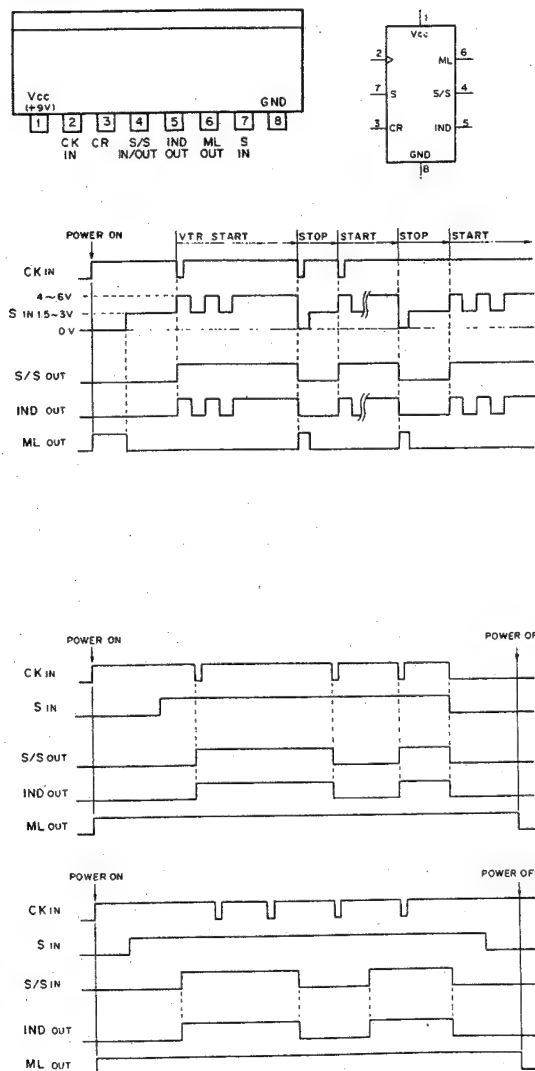 Vcc
(+9V)
GND
1 2 3 4 5 6 7 8
CK IN
CR
S/S IN/OUT
IND OUT
ML OUT
S IN
1
Vcc
2
ML 6
7 S
S/S 4
3 CR
IND 5
GND
8
POWER ON
VTR START
STOP
START
STOP
START
CK IN
4~6V
S IN 1.5~3V
0V
S/S OUT
IND OUT
ML OUT
POWER ON
POWER OF
CK IN
S IN
S/S OUT
IND OUT
ML OUT
POWER ON
POWER OFF
CK IN
S IN
S/S IN
IND OUT
ML OUT